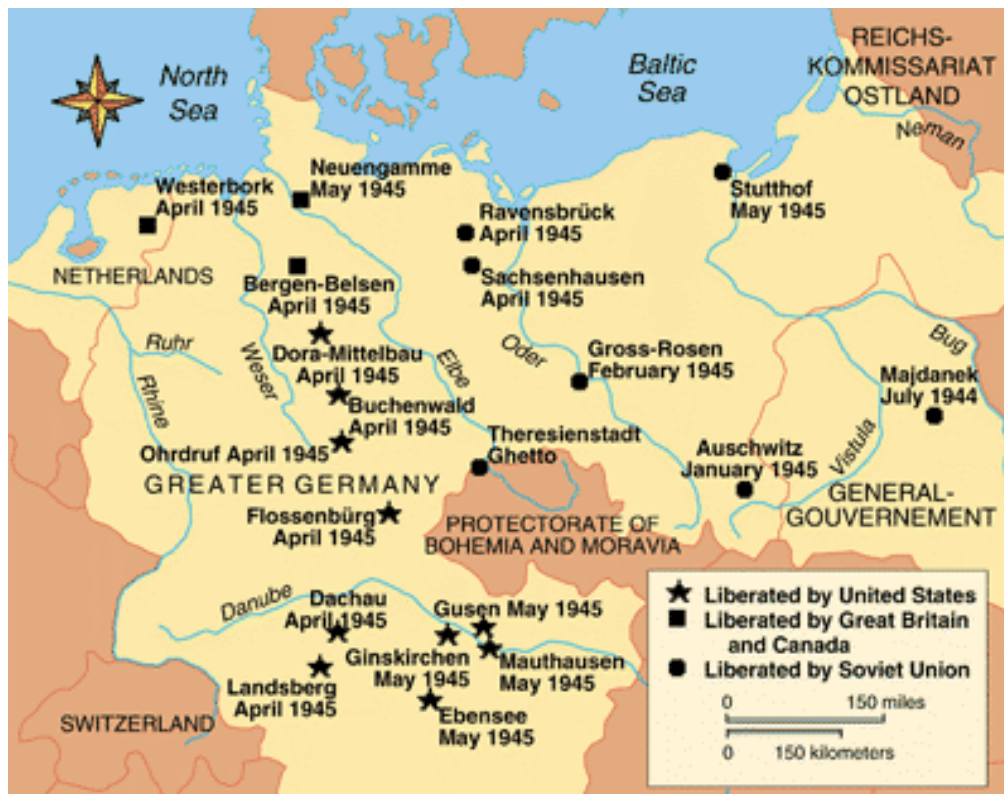 North
Sea
Baltic
Sea
REICHS-
KOMMISSARIAT
OSTLAND
Neman
Westerbork
April 1945
Neuengamme
May 1945
Ravensbrück
April 1945
Stutthof
May 1945
NETHERLANDS
Bergen-Belsen
April 1945
Sachsenhausen
April 1945
Ruhr
Rhine
Weser
Elbe
Oder
Bug
Dora-Mittelbau
April 1945
Gross-Rosen
February 1945
Majdanek
July 1944
Buchenwald
April 1945
Ohrdruf April 1945
Theresienstadt
Ghetto
Auschwitz
January 1945
Vistula
GREATER GERMANY
GENERAL-
GOUVERNEMENT
Flossenbürg
April 1945
PROTECTORATE OF
BOHEMIA AND MORAVIA
Danube
Dachau
April 1945
Gusen May 1945
Ginskirchen
May 1945
Mauthausen
May 1945
Landsberg
April 1945
Ebensee
May 1945
SWITZERLAND
Liberated by United States
Liberated by Great Britain
and Canada
Liberated by Soviet Union
0 150 miles
0 150 kilometers